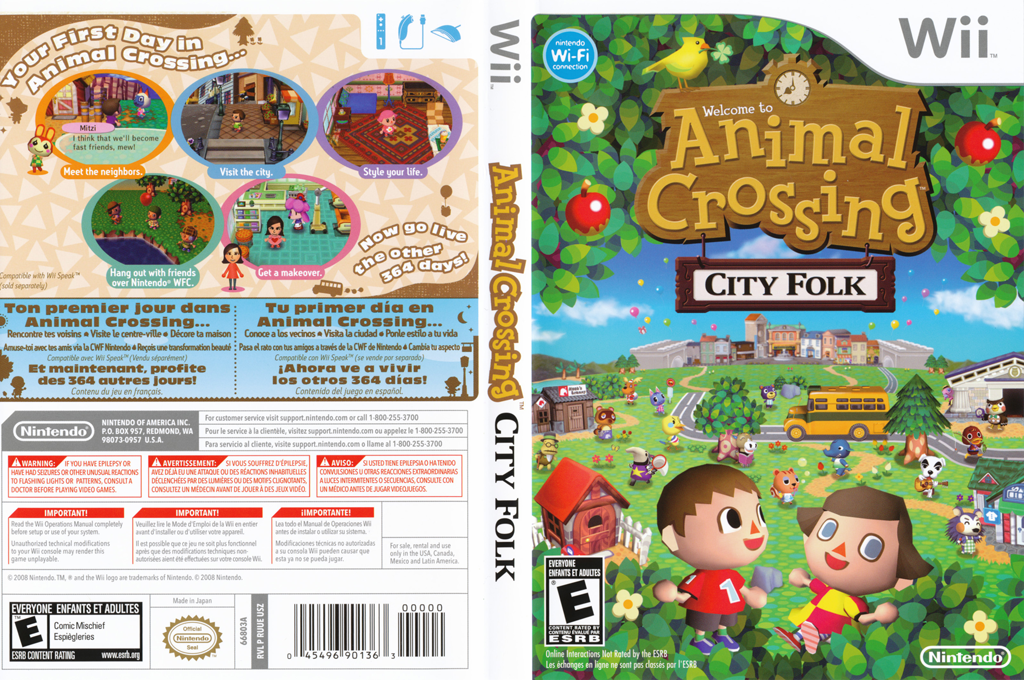 Your First Day in
Animal Crossing...
Mitzi
I think that we'll become
fast friends, mew!
Meet the neighbors.
Visit the city.
Style your life.
Hang out with friends
over Nintendo® WFC.
Get a makeover.
Now go live
the other
364 days!
Compatible with Wii Speak™
(sold separately)
Ton premier jour dans
Animal Crossing...
Rencontre tes voisins • Visite le centre-ville • Décore ta maison
Amuse-toi avec tes amis via la CWF Nintendo • Reçois une transformation beauté
Compatible avec Wii Speak™ (Vendu séparément)
Et maintenant, profite
des 364 autres jours!
Contenu du jeu en français.
Tu primer día en
Animal Crossing...
Conoce a los vecinos • Visita la ciudad • Ponle estilo a tu vida
Pasa el rato con tus amigos a través de la CWF de Nintendo • Cambia tu aspecto
Compatible con Wii Speak™ (se vende por separado)
¡Ahora ve a vivir
los otros 364 días!
Contenido del juego en español.
Nintendo®
NINTENDO OF AMERICA INC.
P.O. BOX 957, REDMOND, WA
98073-0957 U.S.A.
For customer service visit support.nintendo.com or call 1-800-255-3700
Pour le service à la clientèle, visitez support.nintendo.com ou appelez le 1-800-255-3700
Para servicio al cliente, visite support.nintendo.com o llame al 1-800-255-3700
WARNING: IF YOU HAVE EPILEPSY OR
HAVE HAD SEIZURES OR OTHER UNUSUAL REACTIONS
TO FLASHING LIGHTS OR PATTERNS, CONSULT A
DOCTOR BEFORE PLAYING VIDEO GAMES.
AVERTISSEMENT: SI VOUS SOUFFREZ D'ÉPILEPSIE,
AVEZ DÉJÀ EU UNE ATTAQUE OU DES RÉACTIONS INHABITUELLES
DÉCLENCHÉES PAR DES LUMIÈRES OU DES MOTIFS CLIGNOTANTS,
CONSULTEZ UN MÉDECIN AVANT DE JOUER À DES JEUX VIDÉO.
AVISO: SI USTED TIENE EPILEPSIA O HA TENIDO
CONVULSIONES U OTRAS REACCIONES EXTRAORDINARIAS
A LUCES INTERMITENTES O SECUENCIAS, CONSULTE CON
UN MÉDICO ANTES DE JUGAR VIDEOJUEGOS.
IMPORTANT!
Read the Wii Operations Manual completely
before setup or use of your system.
Unauthorized technical modifications
to your Wii console may render this
game unplayable.
IMPORTANT!
Veuillez lire le Mode d'Emploi de la Wii en entier
avant d'installer ou d'utiliser votre appareil.
Il est possible que ce jeu ne soit plus fonctionnel
après que des modifications techniques non-
autorisées aient été effectuées sur votre console Wii.
¡IMPORTANTE!
Lea todo el Manual de Operaciones Wii
antes de instalar o utilizar su sistema.
Modificaciones técnicas no autorizadas
a su consola Wii pueden causar que
esta ya no se pueda jugar.
For sale, rental and use
only in the USA, Canada,
Mexico and Latin America.
© 2008 Nintendo. TM, ® and the Wii logo are trademarks of Nintendo. © 2008 Nintendo.
EVERYONE ENFANTS ET ADULTES
E
Comic Mischief
Espiègleries
ESRB CONTENT RATING www.esrb.org
Made in Japan
Official
Nintendo
Seal
66803A
RVL P RUUE USZ
00000
0 45496 90136 3
Wii™
Animal Crossing™
CITY FOLK
nintendo
Wi-Fi
connection
Wii™
Welcome to
Animal
Crossing™
CITY FOLK
1
EVERYONE
ENFANTS ET ADULTES
E
CONTENT RATED BY
CONTENU ÉVALUÉ PAR
ESRB
Online Interactions Not Rated by the ESRB
Les échanges en ligne ne sont pas classés par l'ESRB
Nintendo®